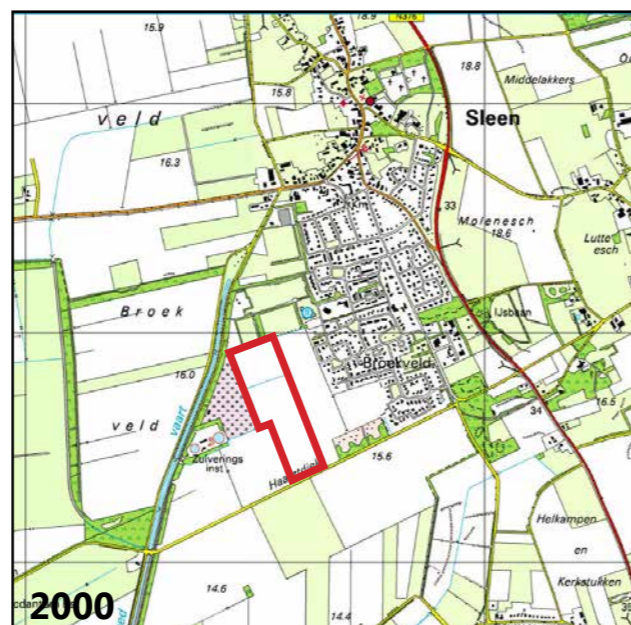 N376
15.9
18.9
18.8
Middelakkers
15.8
veld
Sleen
16.3
33
Molenesch
18.6
Lutte
esch
Broek
IJsbaan
16.0
Broekveld
veld
vaart
34
16.5
Zuiverings
inst.
15.6
Helkampen
en
Kerkstukken
14.6
14.4
2000